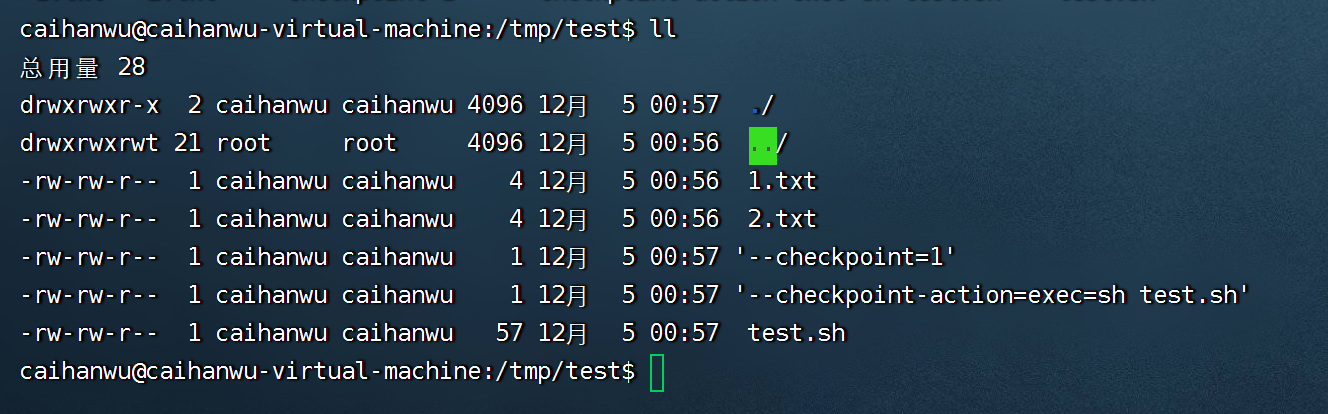 caihanwu@caihanwu-virtual-machine:/tmp/test$ ll
总用量 28
drwxrwxr-x  2 caihanwu caihanwu 4096 12月  5 00:57  ./
drwxrwxrwt 21 root     root     4096 12月  5 00:56  ../
-rw-rw-r--  1 caihanwu caihanwu    4 12月  5 00:56  1.txt
-rw-rw-r--  1 caihanwu caihanwu    4 12月  5 00:56  2.txt
-rw-rw-r--  1 caihanwu caihanwu    1 12月  5 00:57 '--checkpoint=1'
-rw-rw-r--  1 caihanwu caihanwu    1 12月  5 00:57 '--checkpoint-action=exec=sh test.sh'
-rw-rw-r--  1 caihanwu caihanwu   57 12月  5 00:57  test.sh
caihanwu@caihanwu-virtual-machine:/tmp/test$